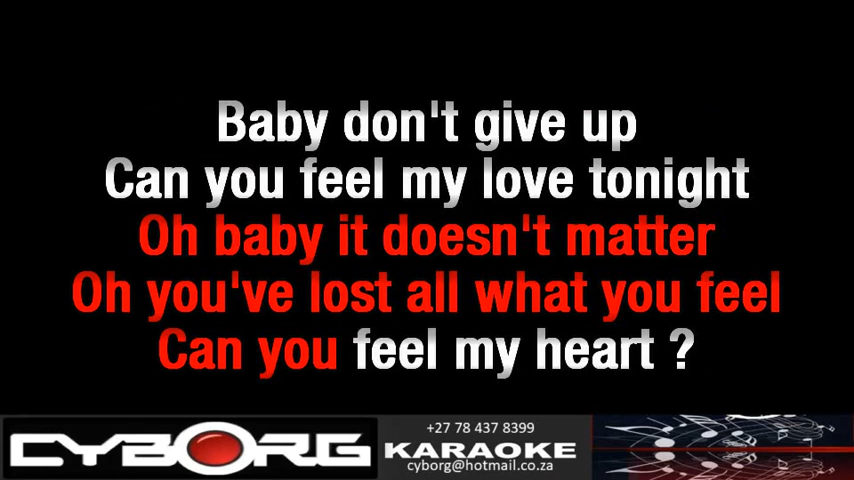 Baby don't give up
Can you feel my love tonight
Oh baby it doesn't matter
Oh you've lost all what you feel
Can you feel my heart ?
CYBORG
+27 78 437 8399
KARAOKE
cyborg@hotmail.co.za